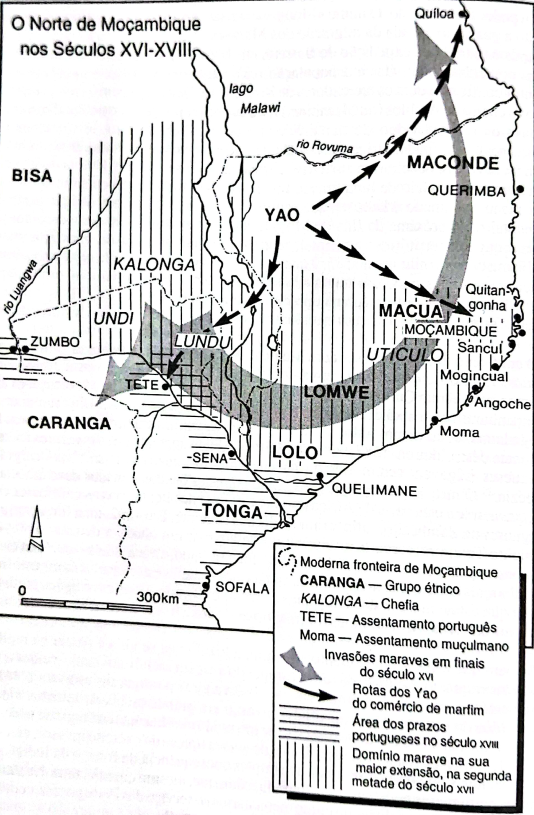 O Norte de Moçambique
nos Séculos XVI-XVIII
Quíloa
lago
Malawi
rio Rovuma
BISA
MACONDE
QUERIMBA
YAO
rio Luangwa
KALONGA
Quitan-
gonha
UNDI
MACUA
MOÇAMBIQUE
LUNDU
UTICULO
Sancul
ZUMBO
TETE
Mogincual
LOMWE
Angoche
CARANGA
Moma
LOLO
SENA
QUELIMANE
TONGA
N
SOFALA
0 300km
Moderna fronteira de Moçambique
CARANGA — Grupo étnico
KALONGA — Chefia
TETE — Assentamento português
Moma — Assentamento muçulmano
Invasões maraves em finais
do século XVI
Rotas dos Yao
do comércio de marfim
Área dos prazos
portugueses no século XVIII
Domínio marave na sua
maior extensão, na segunda
metade do século XVII